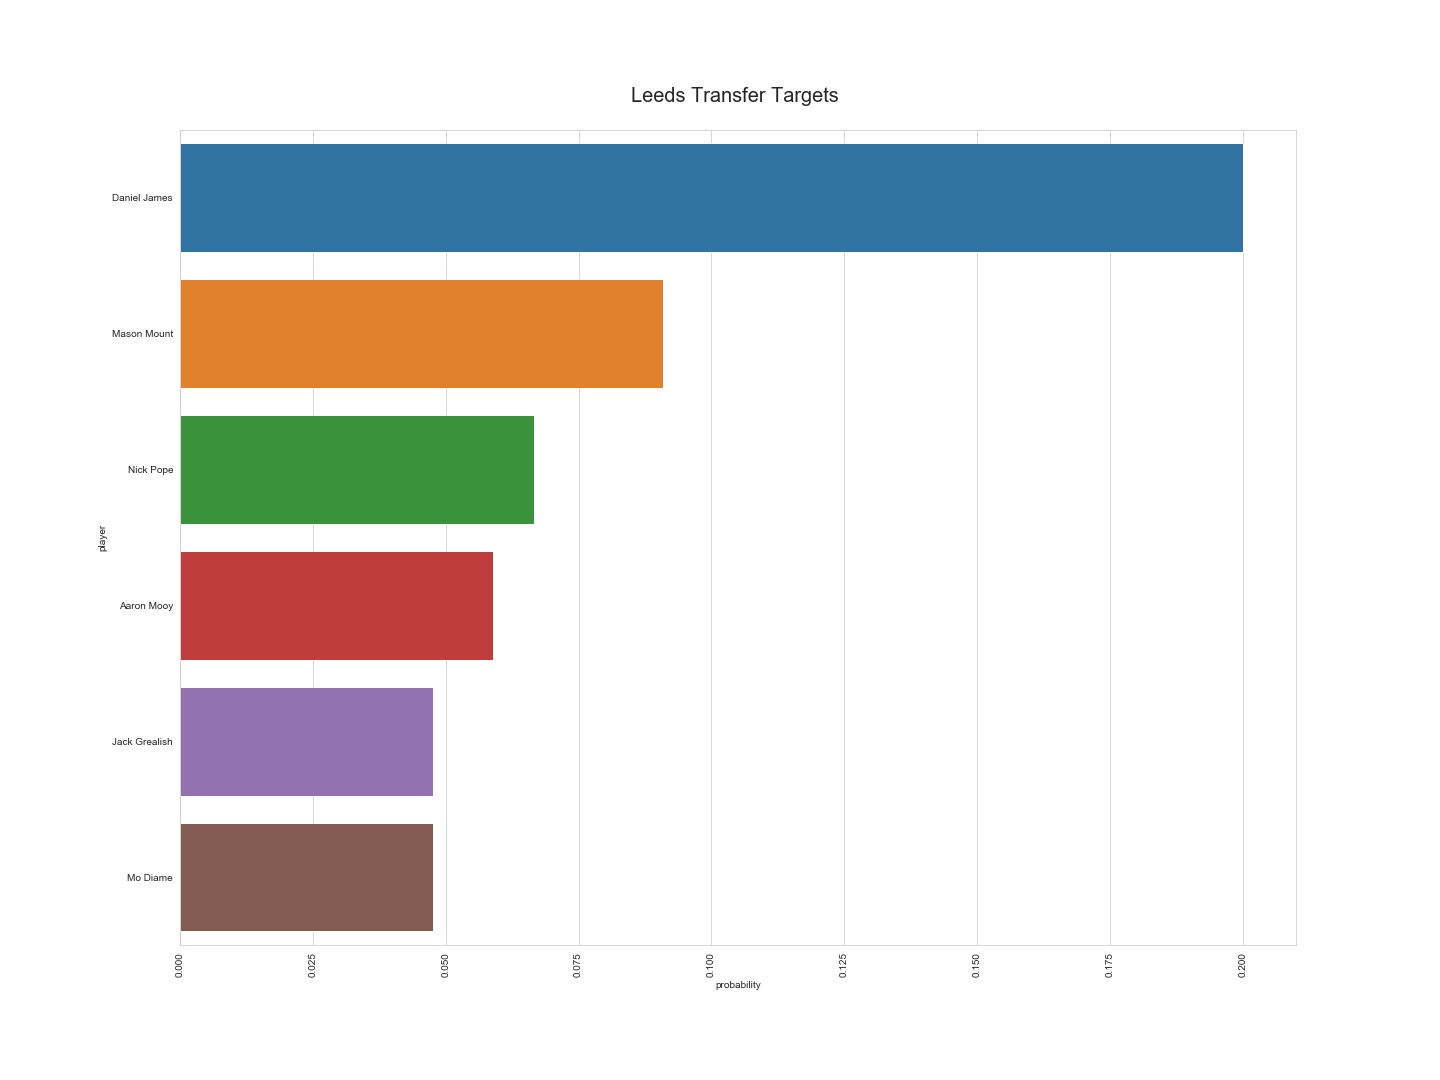 Leeds Transfer Targets
Daniel James
Mason Mount
Nick Pope
player
Aaron Mooy
Jack Grealish
Mo Diame
0.000
0.025
0.050
0.075
0.100
0.125
0.150
0.175
0.200
probability